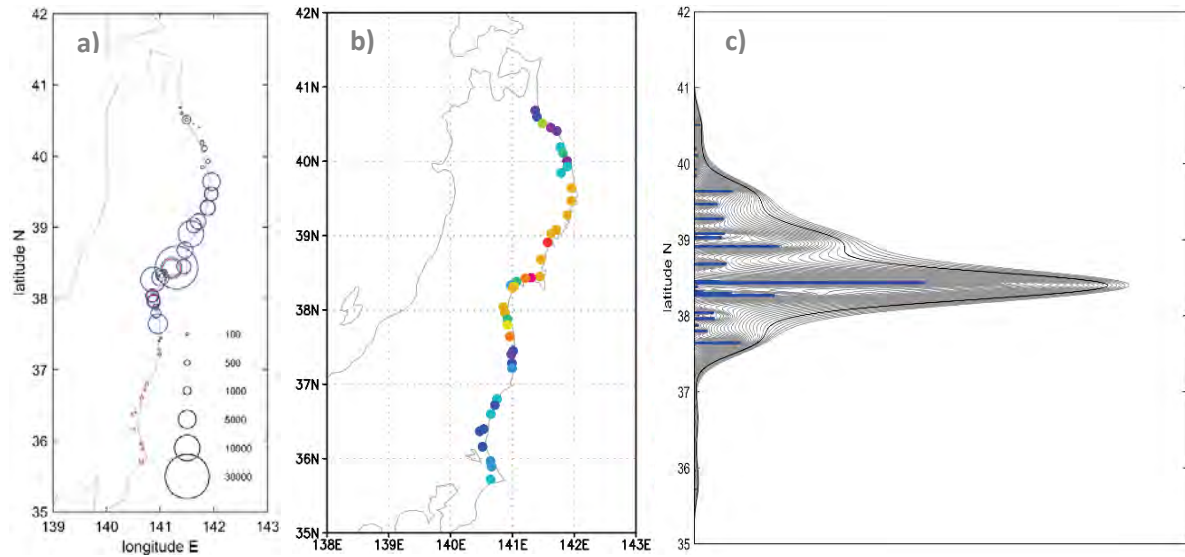 a)
42
41
40
39
38
37
36
35
latitude N
100
500
1000
5000
10000
30000
139
140
141
142
143
longitude E
b)
42N
41N
40N
39N
38N
37N
36N
35N
138E
139E
140E
141E
142E
143E
c)
42
41
40
39
38
37
36
35
latitude N